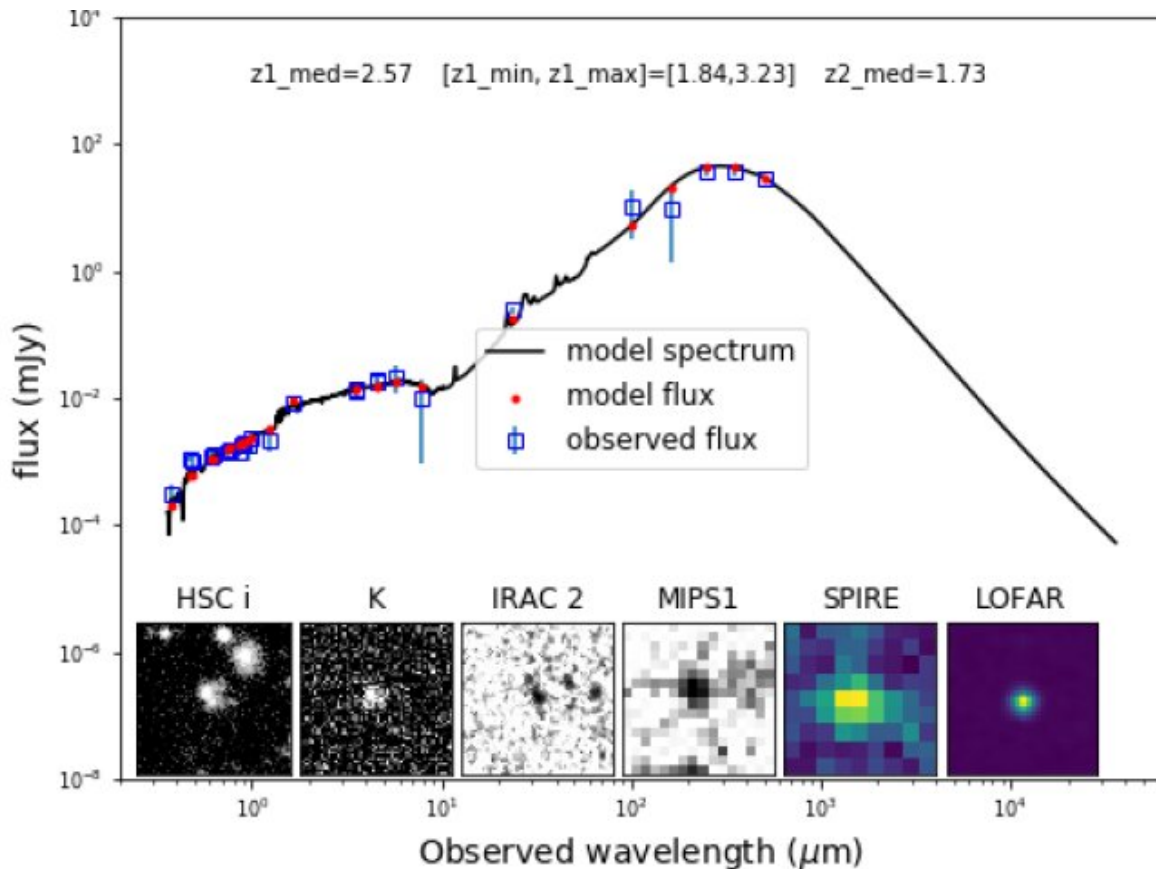 z1_med=2.57 [z1_min, z1_max]=[1.84,3.23] z2_med=1.73
10⁴
10²
10⁰
10⁻²
10⁻⁴
10⁻⁶
10⁻⁸
flux (mJy)
model spectrum
model flux
observed flux
HSC i K IRAC 2 MIPS1 SPIRE LOFAR
10⁰ 10¹ 10² 10³ 10⁴
Observed wavelength (μm)